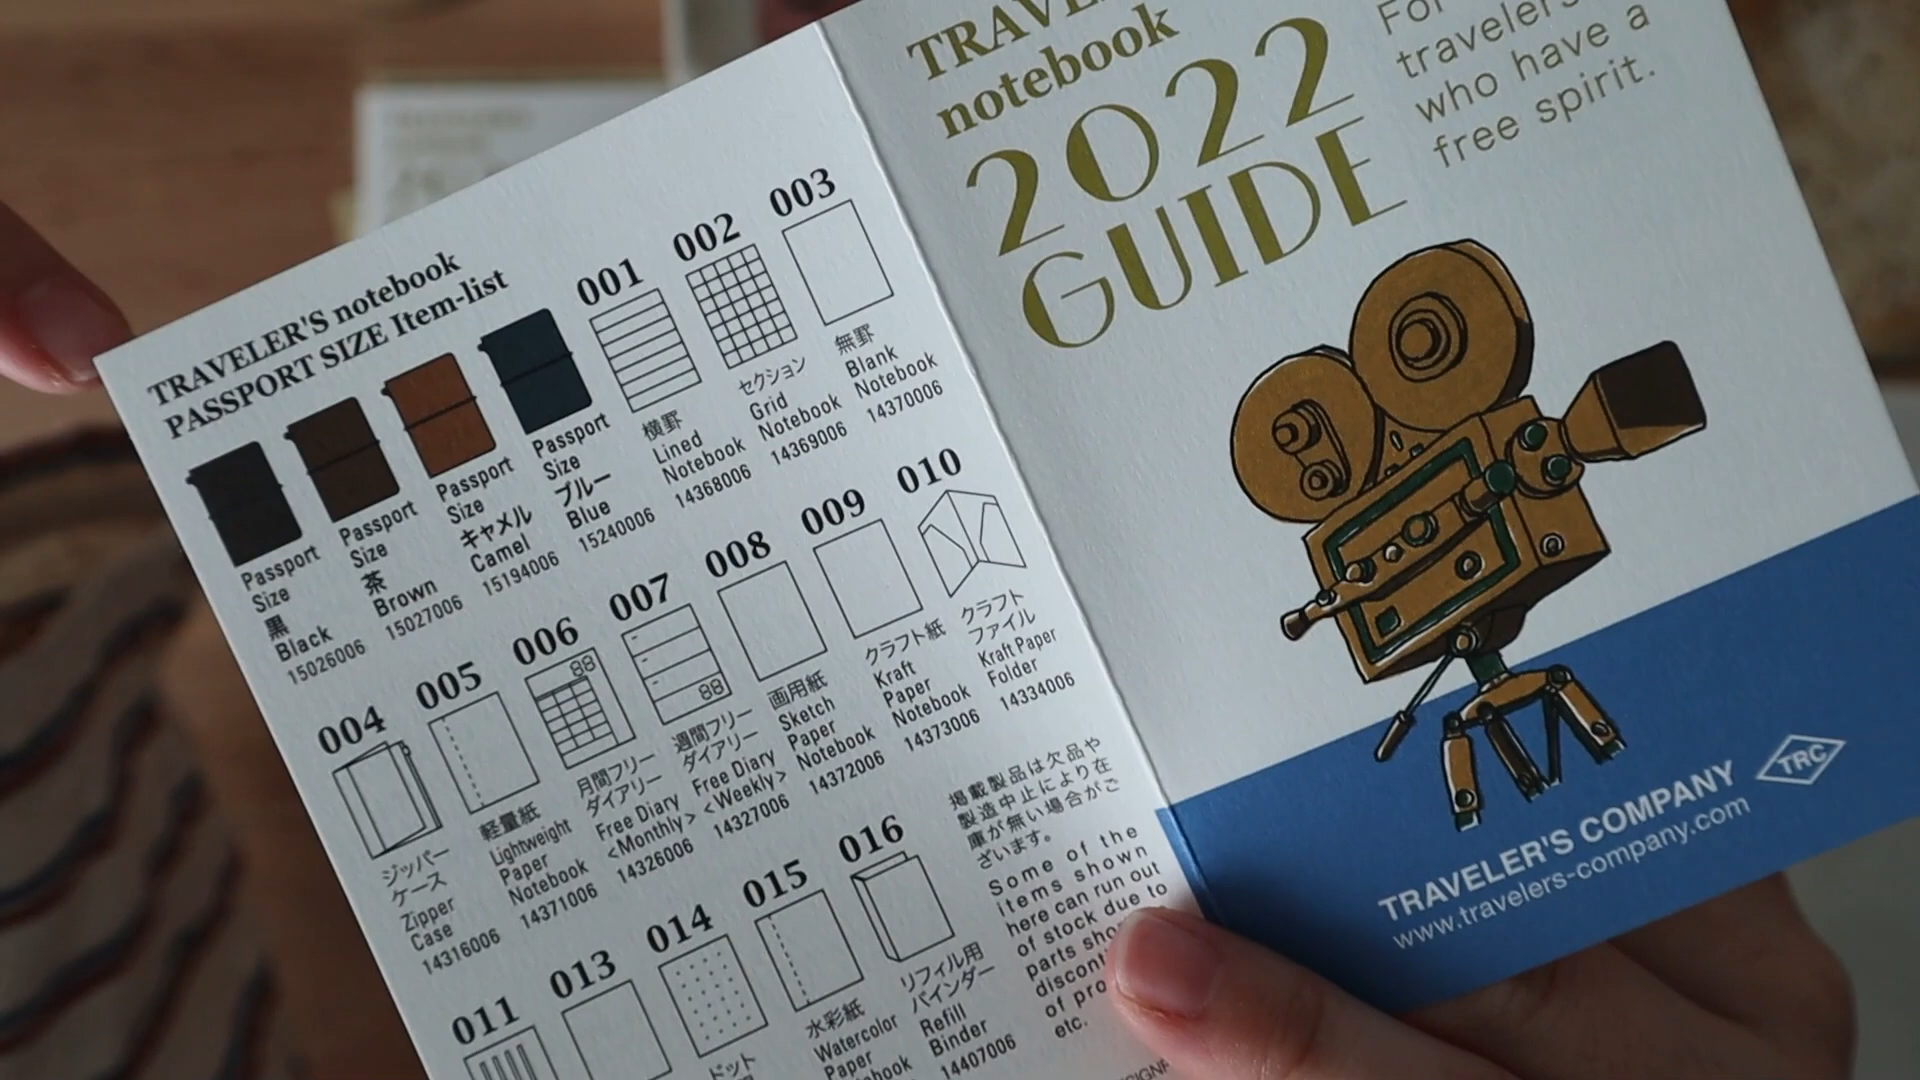 TRAVELER'S notebook
PASSPORT SIZE Item-list
Passport
Size
黒
Black
15026006
Passport
Size
茶
Brown
15027006
Passport
Size
キャメル
Camel
15194006
Passport
Size
ブルー
Blue
15240006
001
横罫
Lined
Notebook
14368006
002
セクション
Grid
Notebook
14369006
003
無罫
Blank
Notebook
14370006
004
ジッパー
ケース
Zipper
Case
14316006
005
軽量紙
Lightweight
Paper
Notebook
14371006
006
88
月間フリー
ダイアリー
Free Diary
<Monthly>
14326006
007
88
週間フリー
ダイアリー
Free Diary
<Weekly>
14327006
008
画用紙
Sketch
Paper
Notebook
14372006
009
クラフト紙
Kraft
Paper
Notebook
14373006
010
クラフト
ファイル
Kraft Paper
Folder
14334006
011
013
014
ドット
015
水彩紙
Watercolor
Paper
016
リフィル用
バインダー
Refill
Binder
14407006
掲載製品は欠品や
製造中止により在
庫が無い場合がご
ざいます。
Some of the
items shown
here can run out
of stock due to
parts
of
etc.
notebook
2022
GUIDE
For
travelers
who have a
free spirit.
TRC
TRAVELER'S COMPANY
www.travelers-company.com